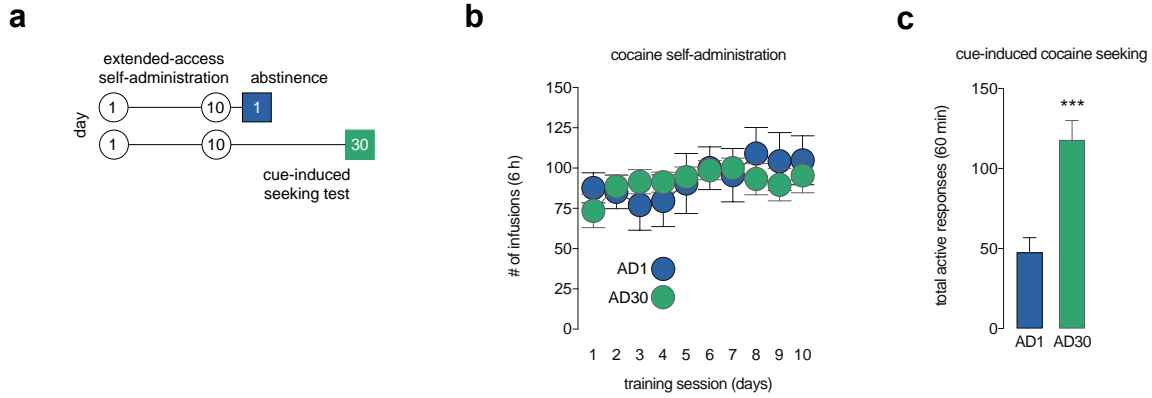 a
extended-access
self-administration
abstinence
day
1
10
1
1
10
30
cue-induced
seeking test
b
cocaine self-administration
# of infusions (6 h)
150
125
100
75
50
25
0
AD1
AD30
1 2 3 4 5 6 7 8 9 10
training session (days)
c
cue-induced cocaine seeking
total active responses (60 min)
150
100
50
0
***
AD1 AD30